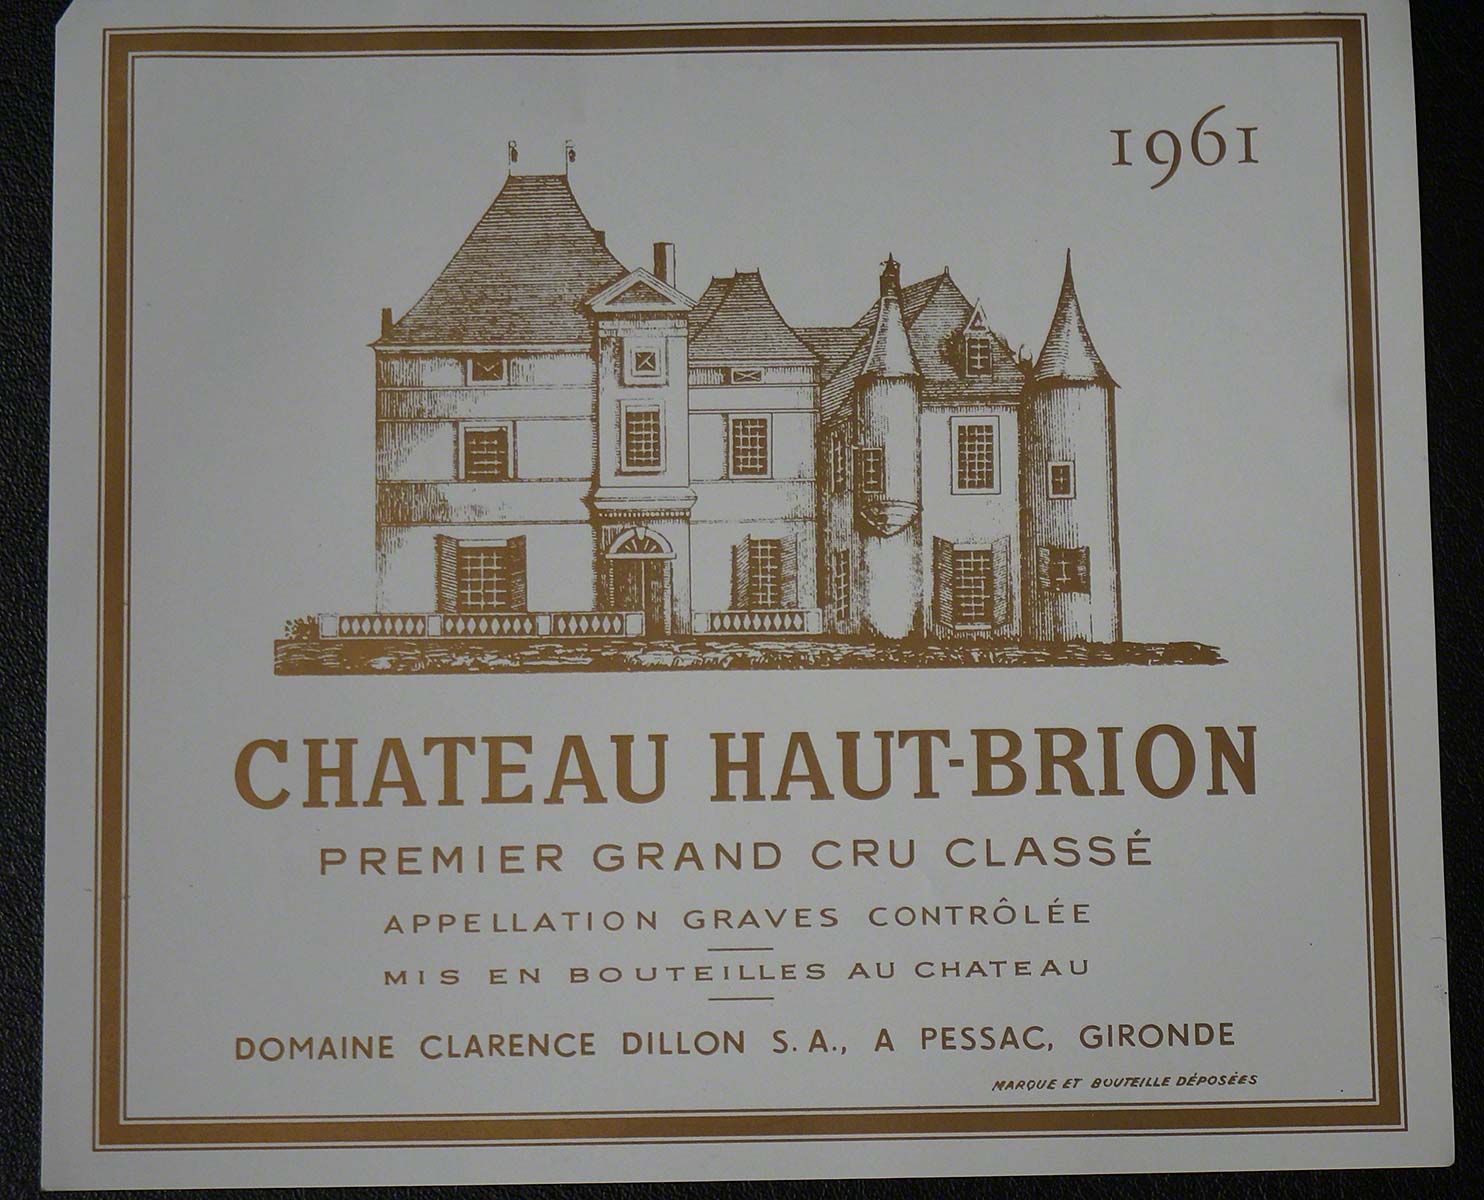 1961
CHATEAU HAUT-BRION
PREMIER GRAND CRU CLASSÉ
APPELLATION GRAVES CONTRÔLÉE
MIS EN BOUTEILLES AU CHATEAU
DOMAINE CLARENCE DILLON S.A., A PESSAC, GIRONDE
MARQUE ET BOUTEILLE DÉPOSÉES